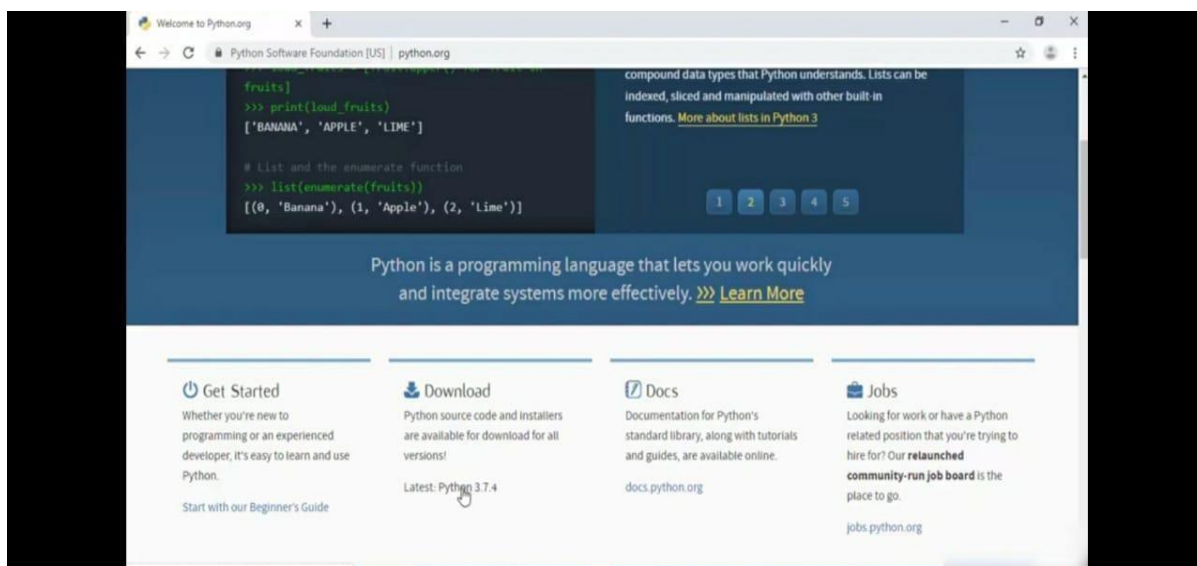 Welcome to Python.org
Python Software Foundation [US] | python.org
fruits]
>>> print(loud_fruits)
['BANANA', 'APPLE', 'LIME']
# List and the enumerate function
>>> list(enumerate(fruits))
[(0, 'Banana'), (1, 'Apple'), (2, 'Lime')]
compound data types that Python understands. Lists can be
indexed, sliced and manipulated with other built-in
functions. More about lists in Python 3
1 2 3 4 5
Python is a programming language that lets you work quickly
and integrate systems more effectively. >>> Learn More
Get Started
Whether you're new to
programming or an experienced
developer, it's easy to learn and use
Python.
Start with our Beginner's Guide
Download
Python source code and installers
are available for download for all
versions!
Latest: Python 3.7.4
Docs
Documentation for Python's
standard library, along with tutorials
and guides, are available online.
docs.python.org
Jobs
Looking for work or have a Python
related position that you're trying to
hire for? Our relaunched
community-run job board is the
place to go.
jobs.python.org